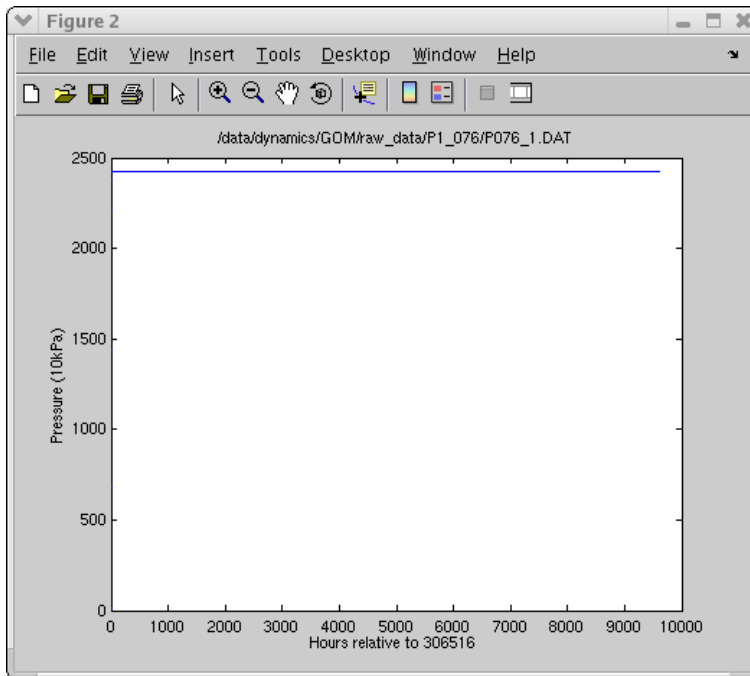 Figure 2
File Edit View Insert Tools Desktop Window Help
/data/dynamics/GOM/raw_data/P1_076/P076_1.DAT
2500
2000
1500
1000
500
0
Pressure (10kPa)
0 1000 2000 3000 4000 5000 6000 7000 8000 9000 10000
Hours relative to 306516